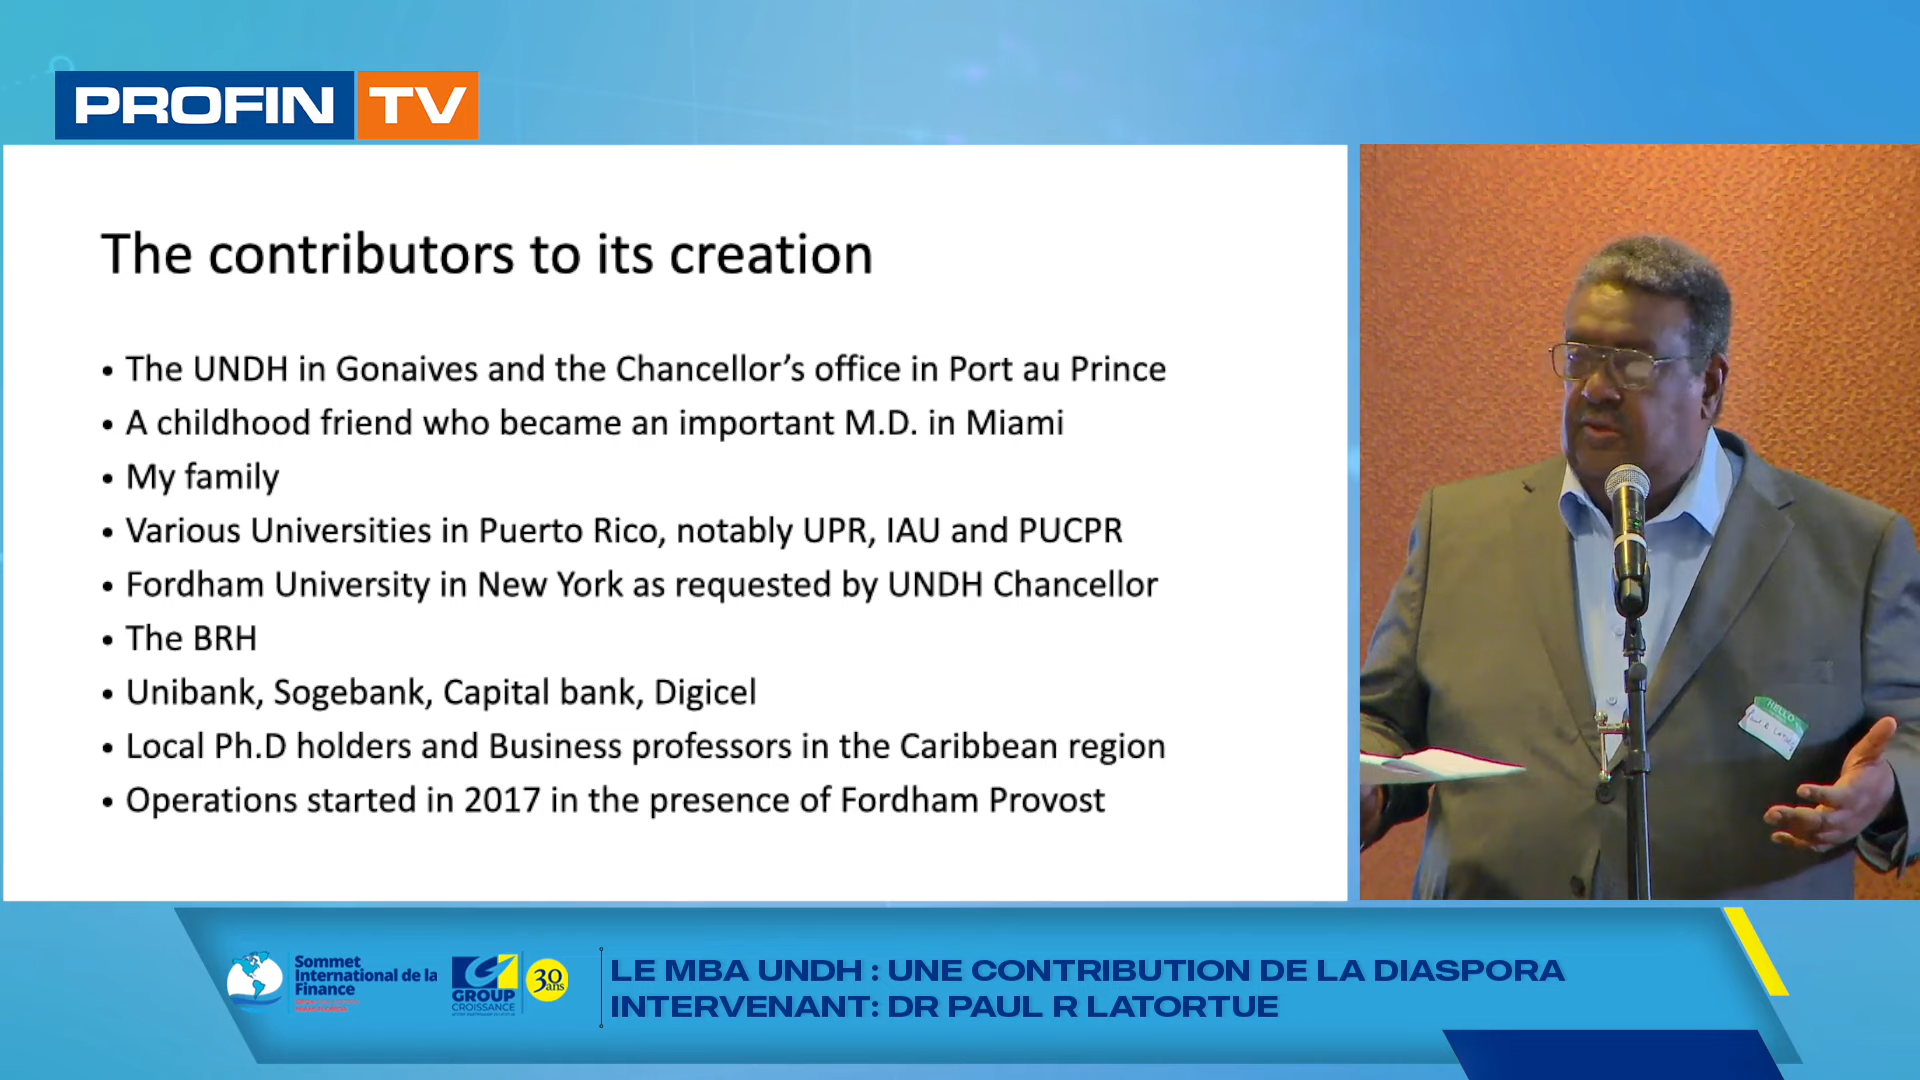 PROFIN TV
The contributors to its creation
• The UNDH in Gonaives and the Chancellor’s office in Port au Prince
• A childhood friend who became an important M.D. in Miami
• My family
• Various Universities in Puerto Rico, notably UPR, IAU and PUCPR
• Fordham University in New York as requested by UNDH Chancellor
• The BRH
• Unibank, Sogebank, Capital bank, Digicel
• Local Ph.D holders and Business professors in the Caribbean region
• Operations started in 2017 in the presence of Fordham Provost
HELLO
Sommet
International de la
Finance
GROUP
CROISSANCE
30
ans
LE MBA UNDH : UNE CONTRIBUTION DE LA DIASPORA
INTERVENANT: DR PAUL R LATORTUE